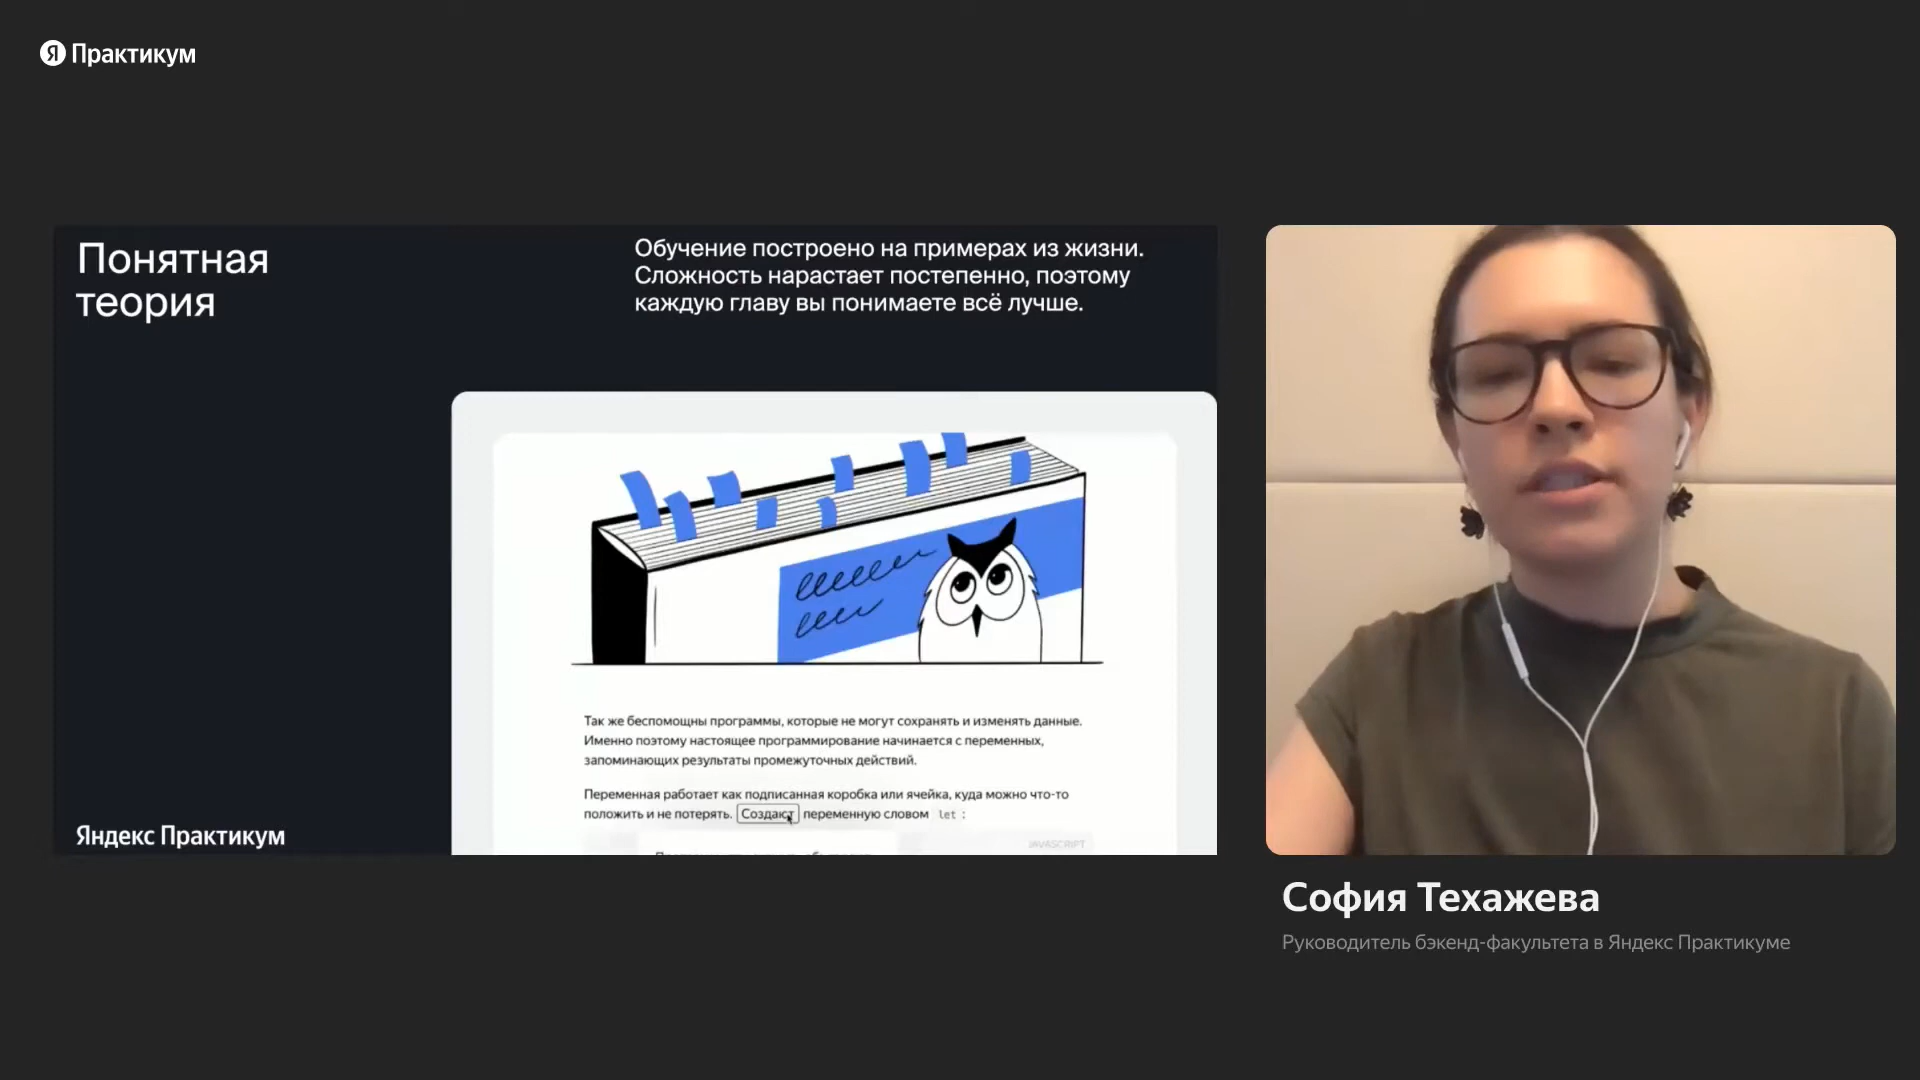 Я Практикум
Понятная
теория
Обучение построено на примерах из жизни.
Сложность нарастает постепенно, поэтому
каждую главу вы понимаете всё лучше.
Так же беспомощны программы, которые не могут сохранять и изменять данные.
Именно поэтому настоящее программирование начинается с переменных,
запоминающих результаты промежуточных действий.
Переменная работает как подписанная коробка или ячейка, куда можно что-то
положить и не потерять. Создают переменную словом let :
JAVASCRIPT
Яндекс Практикум
София Техажева
Руководитель бэкенд-факультета в Яндекс Практикуме